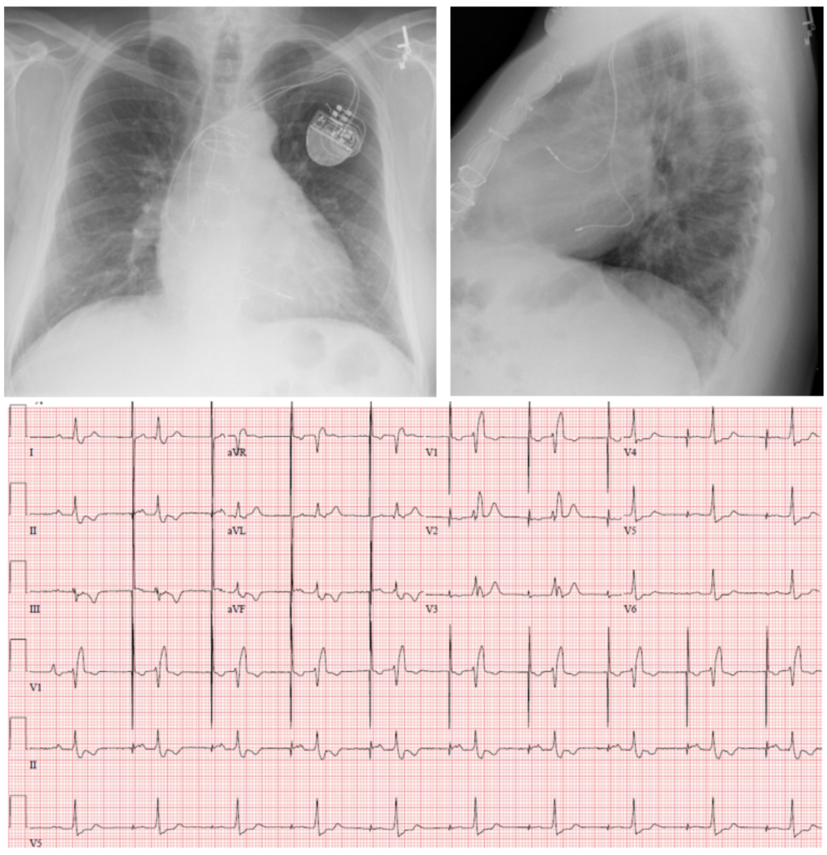 I aVR V1 V4
II aVL V2 V5
III aVF V3 V6
V1
II
V5